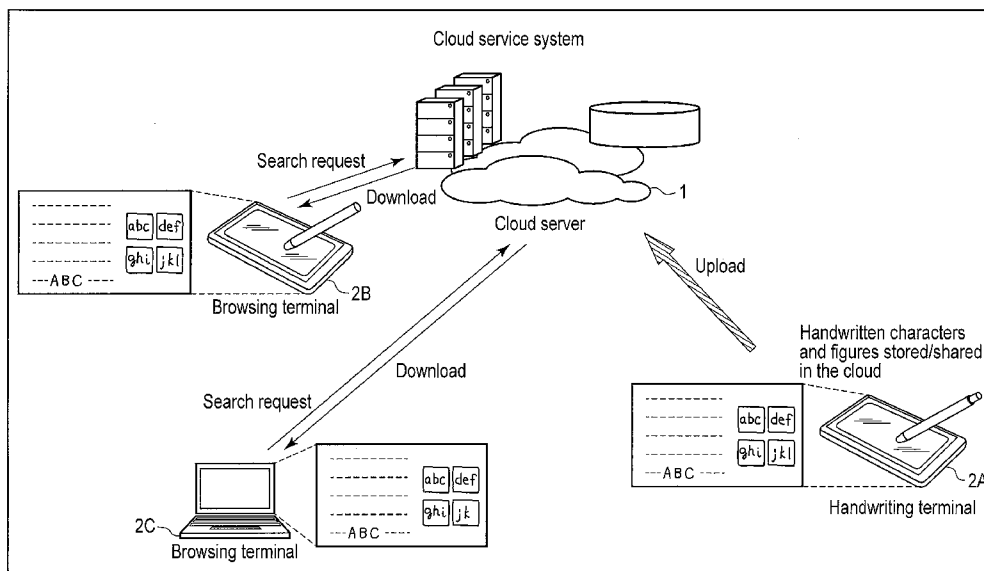 Cloud service system
Search request
Download
1
Cloud server
abc def
ghi jkl
ABC
2B
Browsing terminal
Upload
Handwritten characters
and figures stored/shared
in the cloud
Search request
Download
abc def
ghi jkl
ABC
2A
Handwriting terminal
abc def
ghi jk
ABC
2C
Browsing terminal